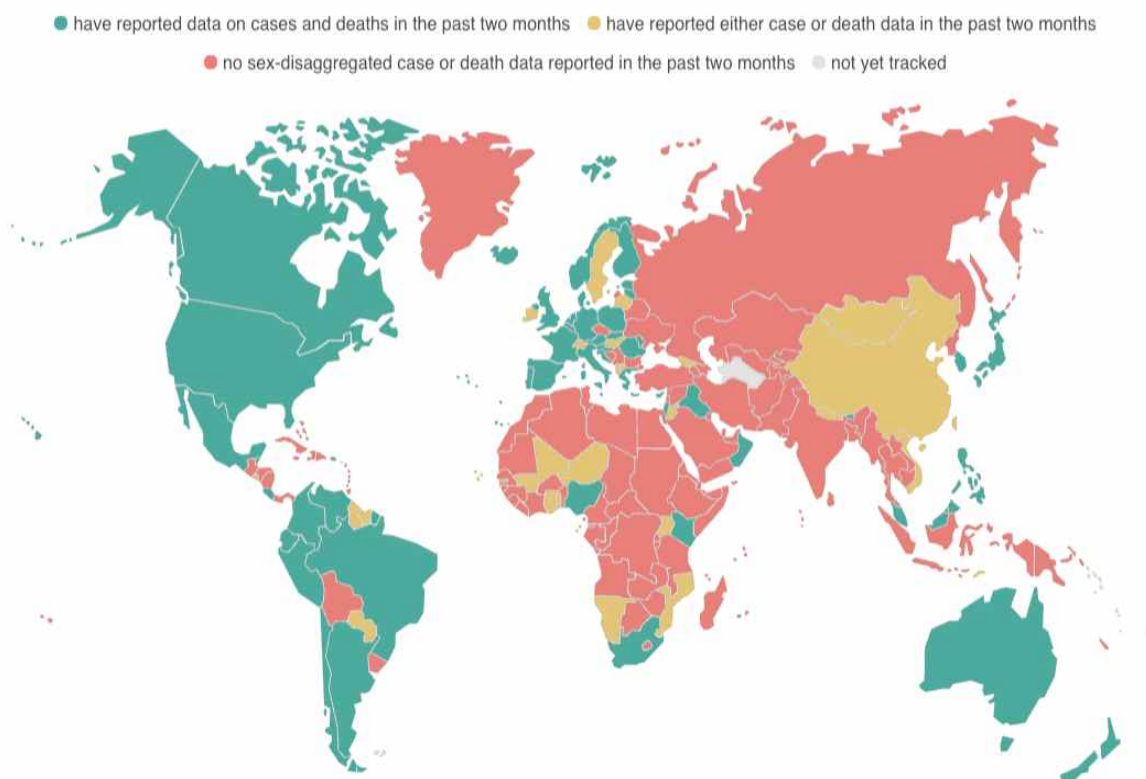 have reported data on cases and deaths in the past two months have reported either case or death data in the past two months
no sex-disaggregated case or death data reported in the past two months not yet tracked